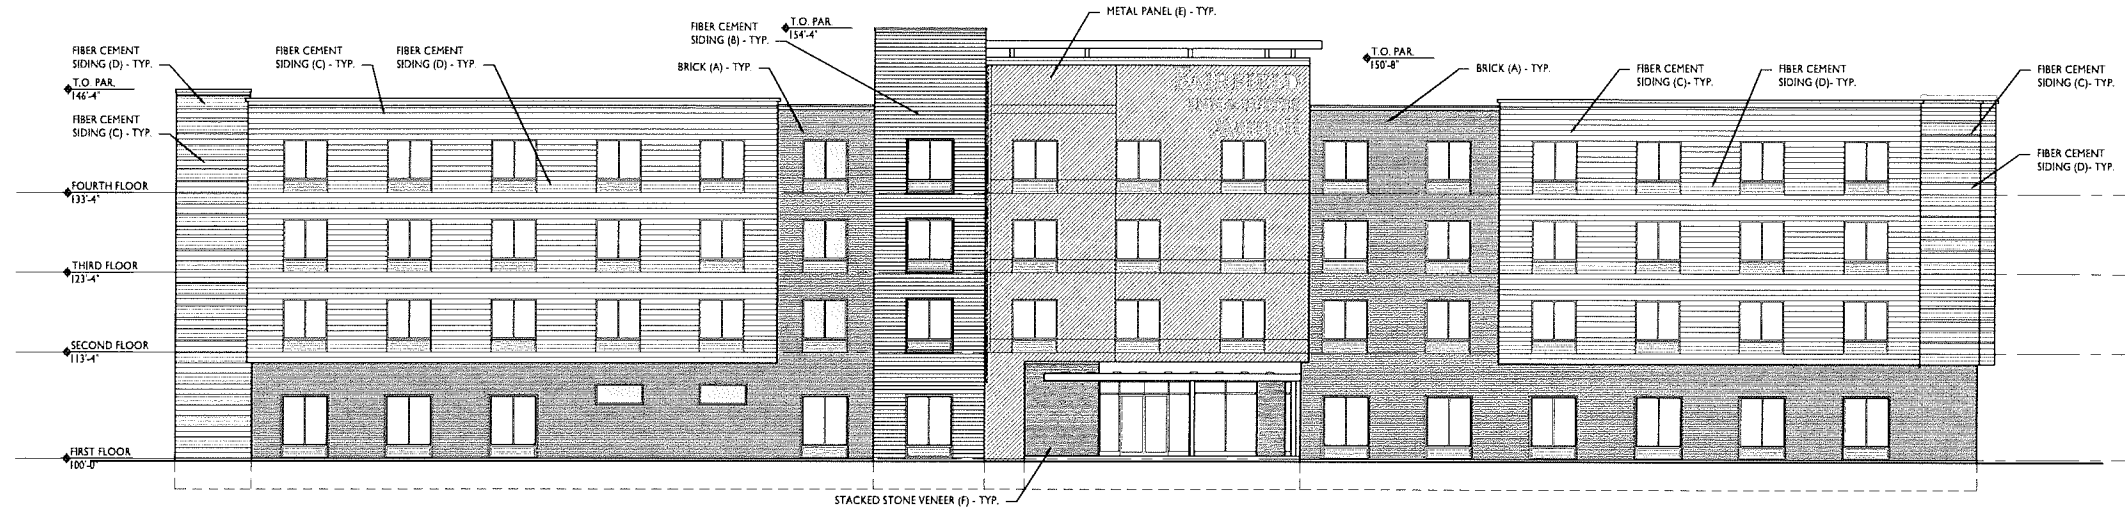 METAL PANEL (E) - TYP.
T.O. PAR.
154'-4"
FIBER CEMENT
SIDING (B) - TYP.
FIBER CEMENT
SIDING (D) - TYP.
FIBER CEMENT
SIDING (C) - TYP.
FIBER CEMENT
SIDING (D) - TYP.
BRICK (A) - TYP.
T.O. PAR.
150'-8"
BRICK (A) - TYP.
FIBER CEMENT
SIDING (C)- TYP.
FIBER CEMENT
SIDING (D)- TYP.
FIBER CEMENT
SIDING (C)- TYP.
T.O. PAR.
146'-4"
FIBER CEMENT
SIDING (C) - TYP.
FIBER CEMENT
SIDING (D)- TYP.
FOURTH FLOOR
133'-4"
THIRD FLOOR
123'-4"
SECOND FLOOR
113'-4"
FIRST FLOOR
100'-0"
STACKED STONE VENEER (F) - TYP.